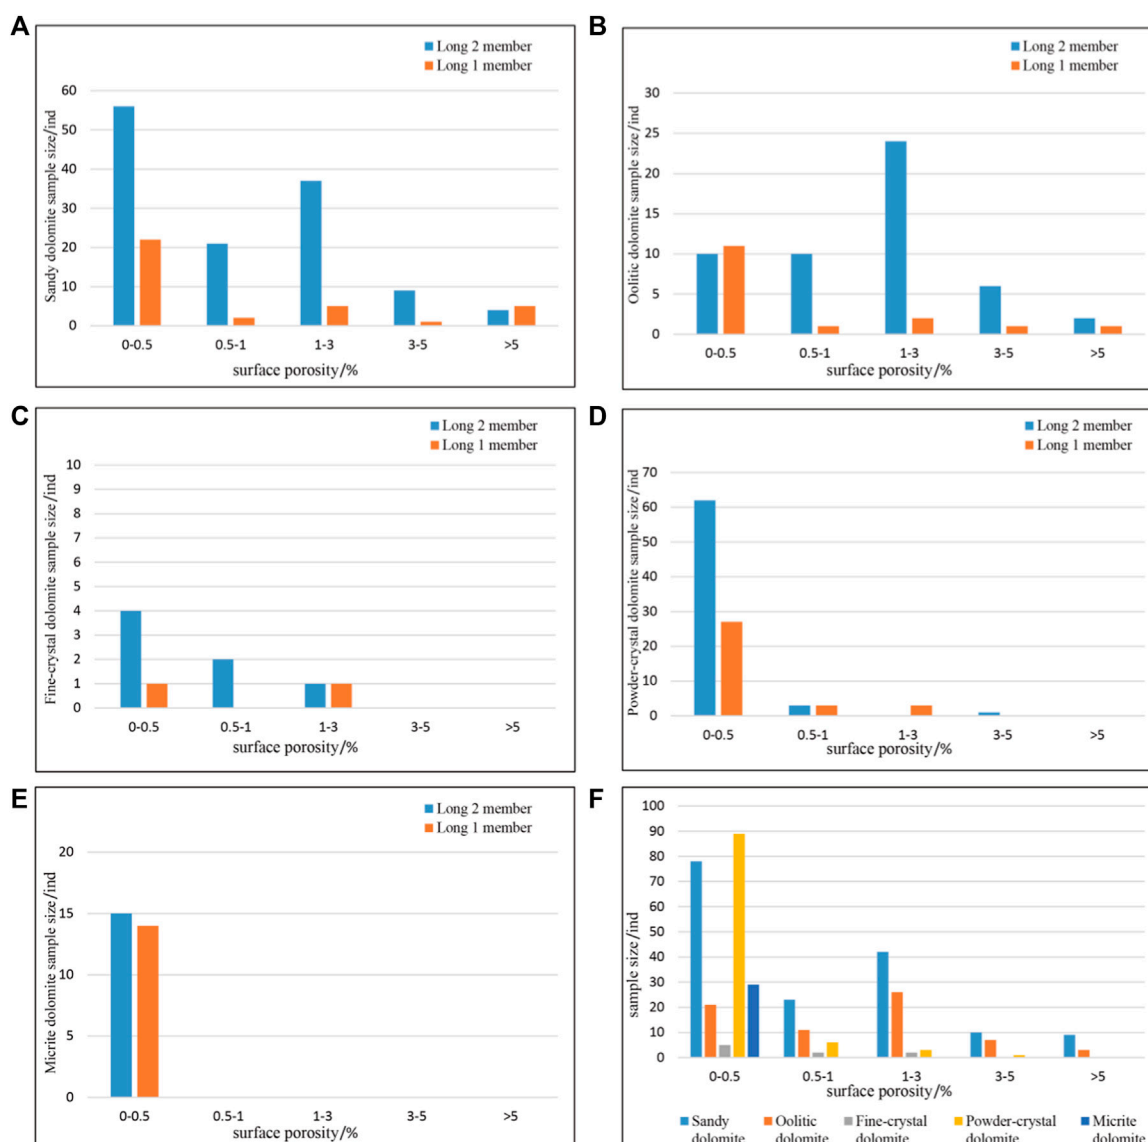 A
Long 2 member
Long 1 member
Sandy dolomite sample size/ind
60
50
40
30
20
10
0
0-0.5 0.5-1 1-3 3-5 >5
surface porosity/%
B
Long 2 member
Long 1 member
Oolitic dolomite sample size/ind
30
25
20
15
10
5
0
0-0.5 0.5-1 1-3 3-5 >5
surface porosity/%
C
Long 2 member
Long 1 member
Fine-crystal dolomite sample size/ind
10
9
8
7
6
5
4
3
2
1
0
0-0.5 0.5-1 1-3 3-5 >5
surface porosity/%
D
Long 2 member
Long 1 member
Powder-crystal dolomite sample size/ind
70
60
50
40
30
20
10
0
0-0.5 0.5-1 1-3 3-5 >5
surface porosity/%
E
Long 2 member
Long 1 member
Micrite dolomite sample size/ind
20
15
10
5
0
0-0.5 0.5-1 1-3 3-5 >5
surface porosity/%
F
sample size/ind
100
90
80
70
60
50
40
30
20
10
0
0-0.5 0.5-1 1-3 3-5 >5
surface porosity/%
Sandy Oolitic Fine-crystal Powder-crystal Micrite
dolomite dolomite dolomite dolomite dolomite